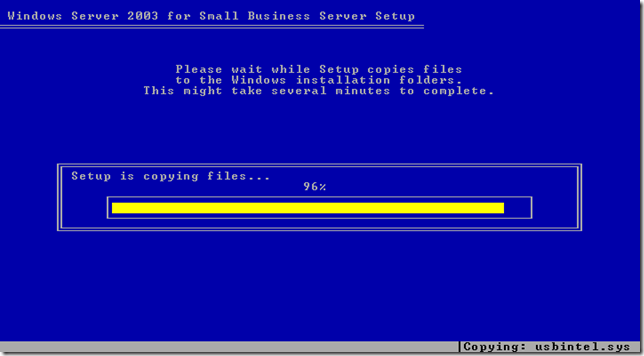 Windows Server 2003 for Small Business Server Setup
Please wait while Setup copies files
to the Windows installation folders.
This might take several minutes to complete.
Setup is copying files...
96%
Copying: usbintel.sys